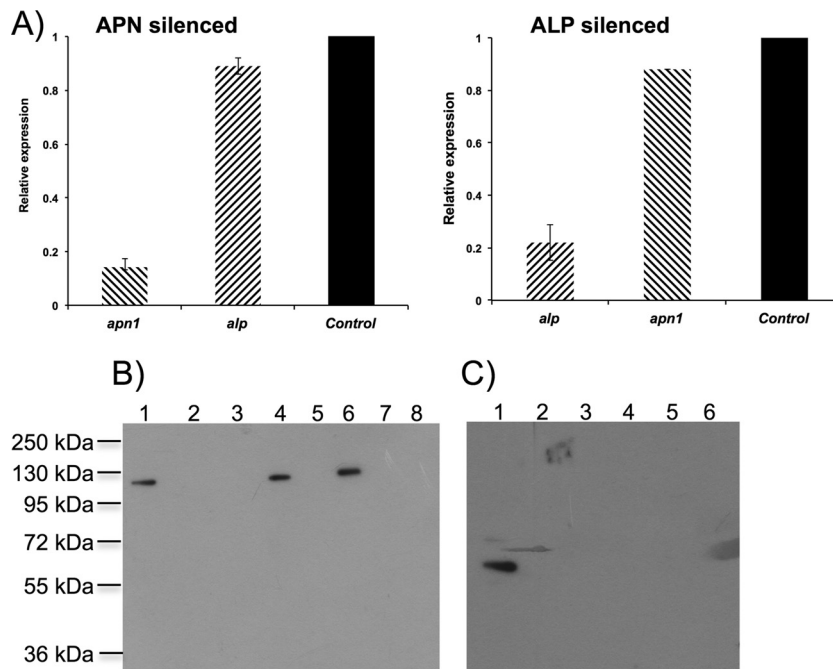 A)
APN silenced
1
0.8
0.6
0.4
0.2
0
Relative expression
apn1
alp
Control
ALP silenced
1
0.8
0.6
0.4
0.2
0
Relative expression
alp
apn1
Control
B)
1 2 3 4 5 6 7 8
250 kDa
130 kDa
95 kDa
72 kDa
55 kDa
36 kDa
C)
1 2 3 4 5 6